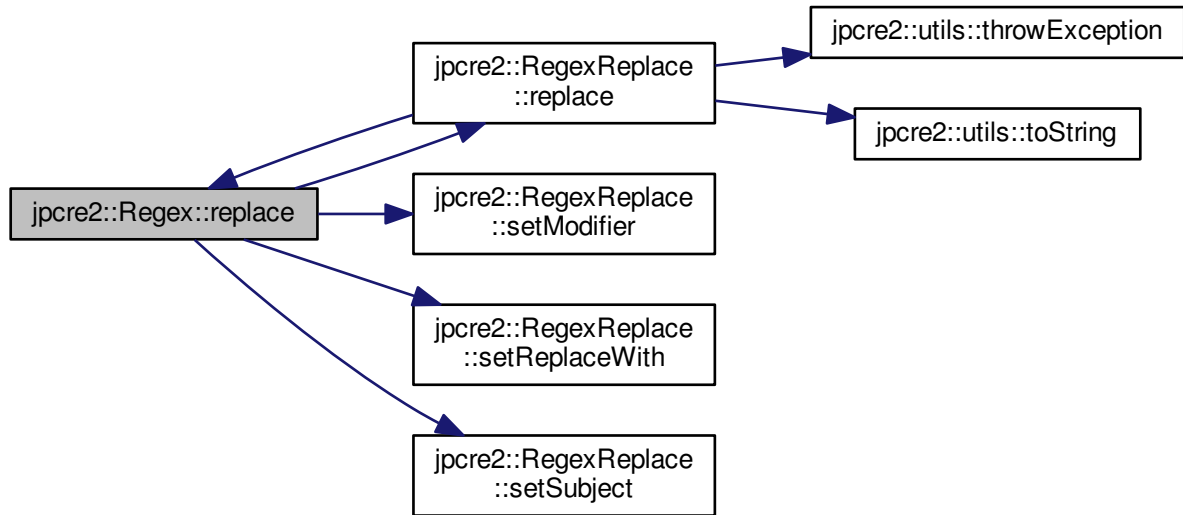 jpcre2::Regex::replace
jpcre2::RegexReplace
::replace
jpcre2::utils::throwException
jpcre2::utils::toString
jpcre2::RegexReplace
::setModifier
jpcre2::RegexReplace
::setReplaceWith
jpcre2::RegexReplace
::setSubject